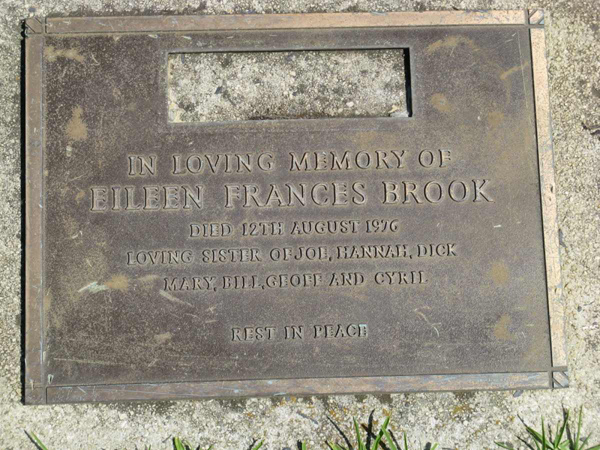 IN LOVING MEMORY OF
EILEEN FRANCES BROOK
DIED 12TH AUGUST 1976
LOVING SISTER OF JOE, HANNAH, DICK
MARY, BILL, GEOFF AND CYRIL
REST IN PEACE